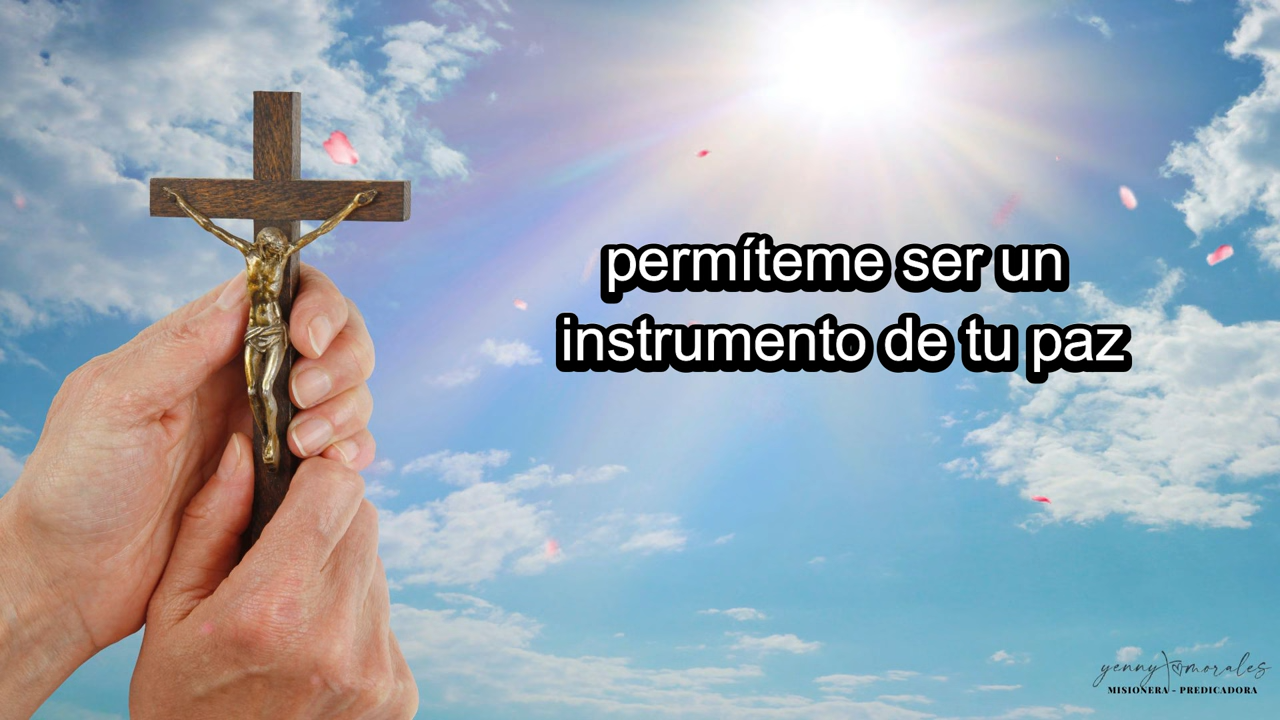 permíteme ser un
instrumento de tu paz
yenny morales
MISIONERA - PREDICADORA